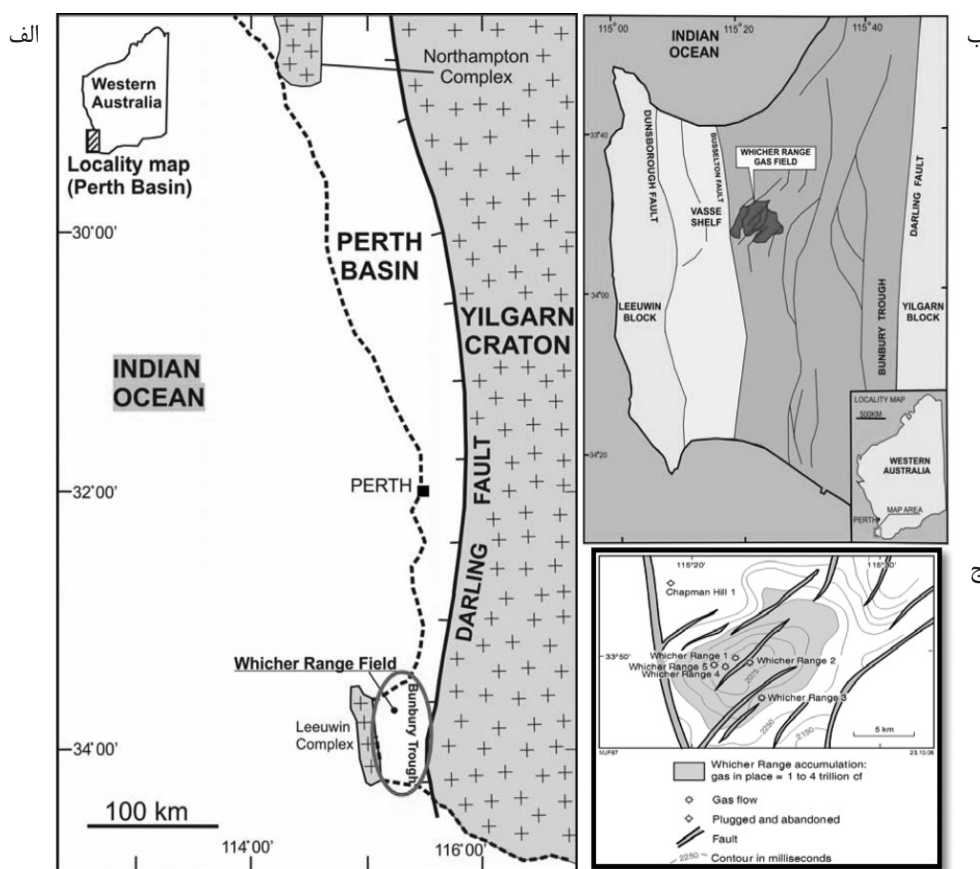 الف
Western
Australia
Locality map
(Perth Basin)
Northampton
Complex
30°00'
PERTH
BASIN
YILGARN
CRATON
INDIAN
OCEAN
32°00'
PERTH
DARLING FAULT
Whicher Range Field
Bunbury Trough
Leeuwin
Complex
34°00'
100 km
114°00'
116°00'
ب
115°00
115°20
115°40
INDIAN
OCEAN
33°40
DUNSBOROUGH FAULT
BUSSELTON FAULT
WHICHER RANGE
GAS FIELD
VASSE
SHELF
DARLING FAULT
34°00
LEEUWIN
BLOCK
BUNBURY TROUGH
YILGARN
BLOCK
34°20
LOCALITY MAP
500KM
WESTERN
AUSTRALIA
PERTH
MAP AREA
ج
115°20'
115°30'
Chapman Hill 1
33°50'
Whicher Range 1
Whicher Range 5
Whicher Range 4
Whicher Range 2
Whicher Range 3
2250
2150
5 km
23.10.06
Whicher Range accumulation:
gas in place = 1 to 4 trillion cf
Gas flow
Plugged and abandoned
Fault
2250
Contour in milliseconds